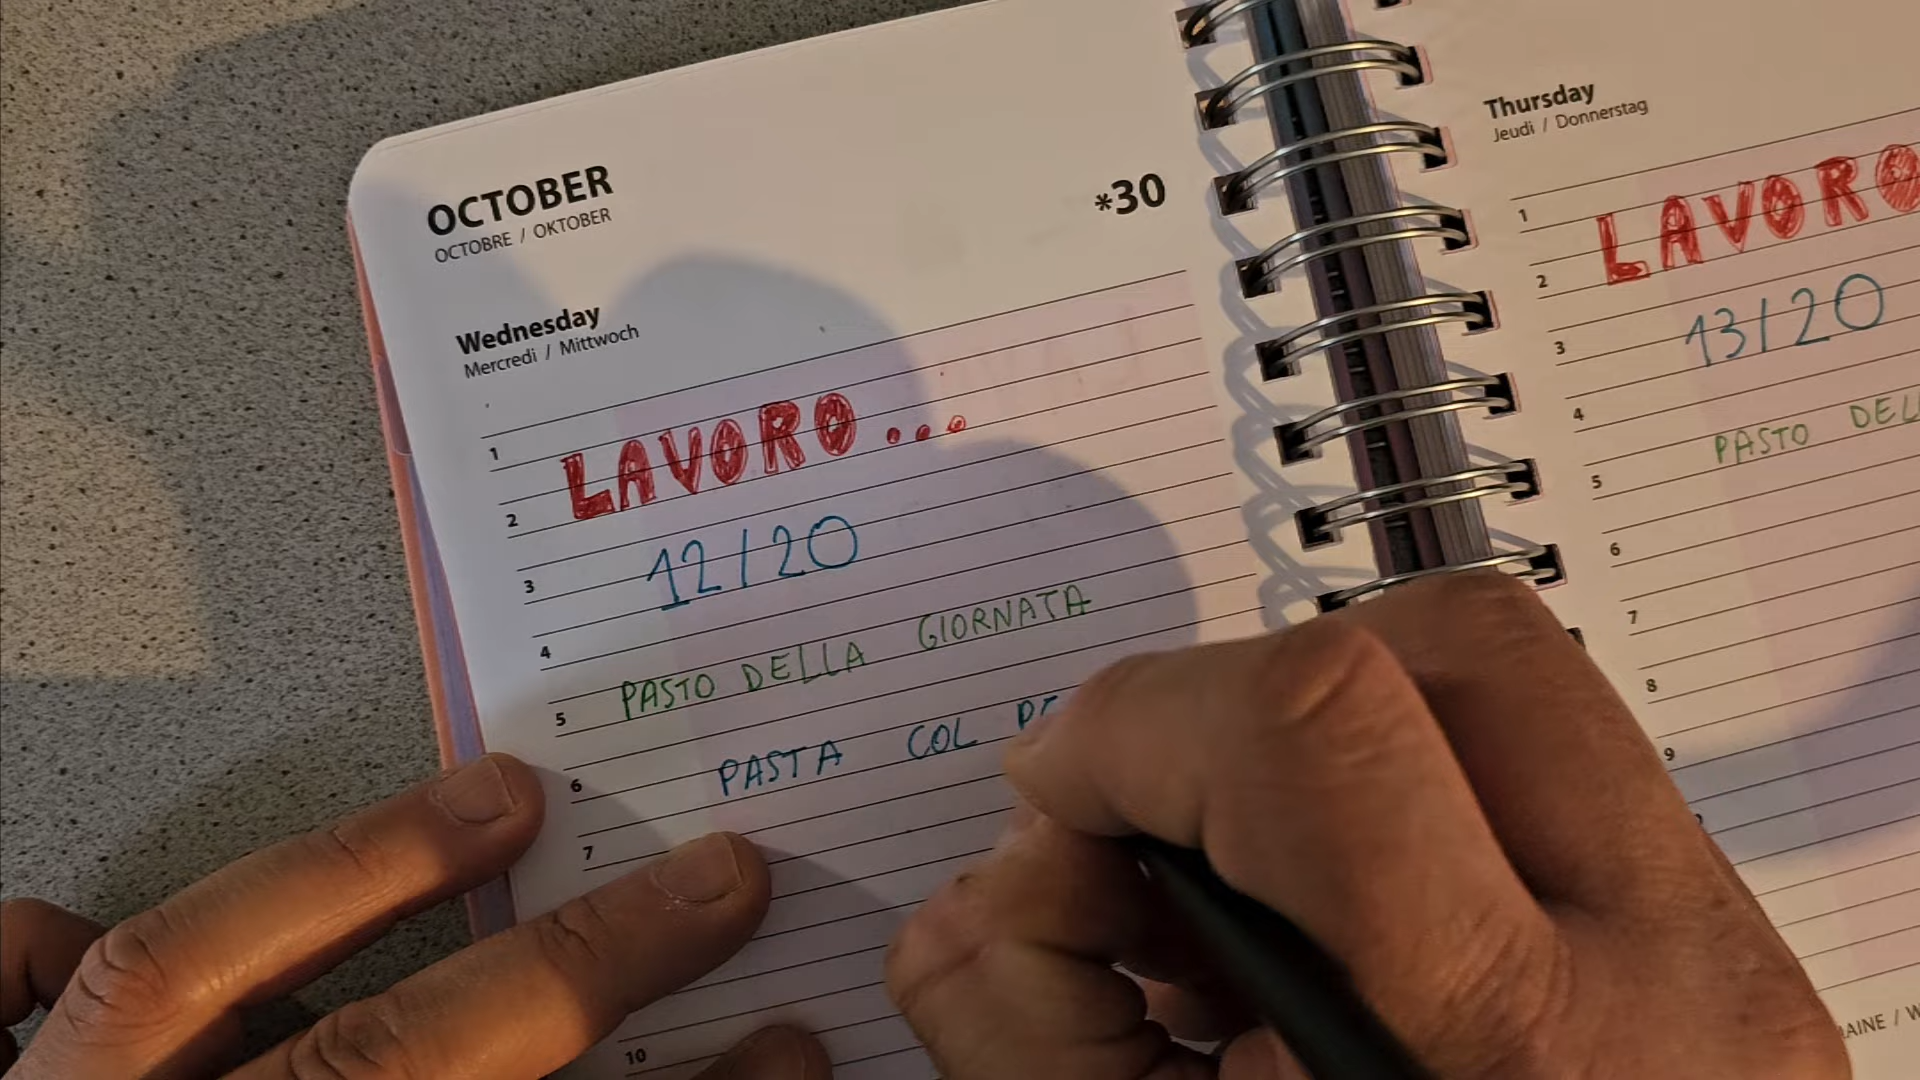 OCTOBER
OCTOBRE / OKTOBER
*30
Wednesday
Mercredi / Mittwoch
1
LAVORO...
2
12/20
3
4
PASTO DELLA GIORNATA
5
PASTA COL
6
7
10
Thursday
Jeudi / Donnerstag
1
LAVORO
2
13/20
3
4
PASTO
5
6
7
8
9